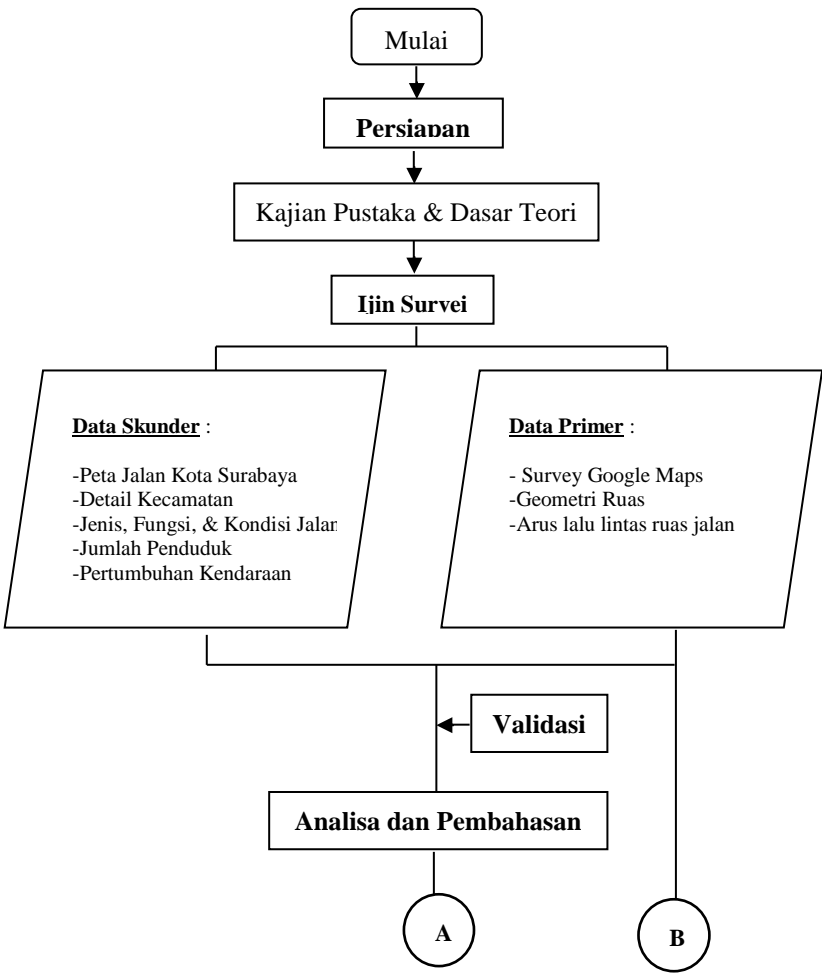 Mulai
Persiapan
Kajian Pustaka & Dasar Teori
Ijin Survei
Data Skunder :
-Peta Jalan Kota Surabaya
-Detail Kecamatan
-Jenis, Fungsi, & Kondisi Jalan
-Jumlah Penduduk
-Pertumbuhan Kendaraan
Data Primer :
- Survey Google Maps
-Geometri Ruas
-Arus lalu lintas ruas jalan
Validasi
Analisa dan Pembahasan
A
B